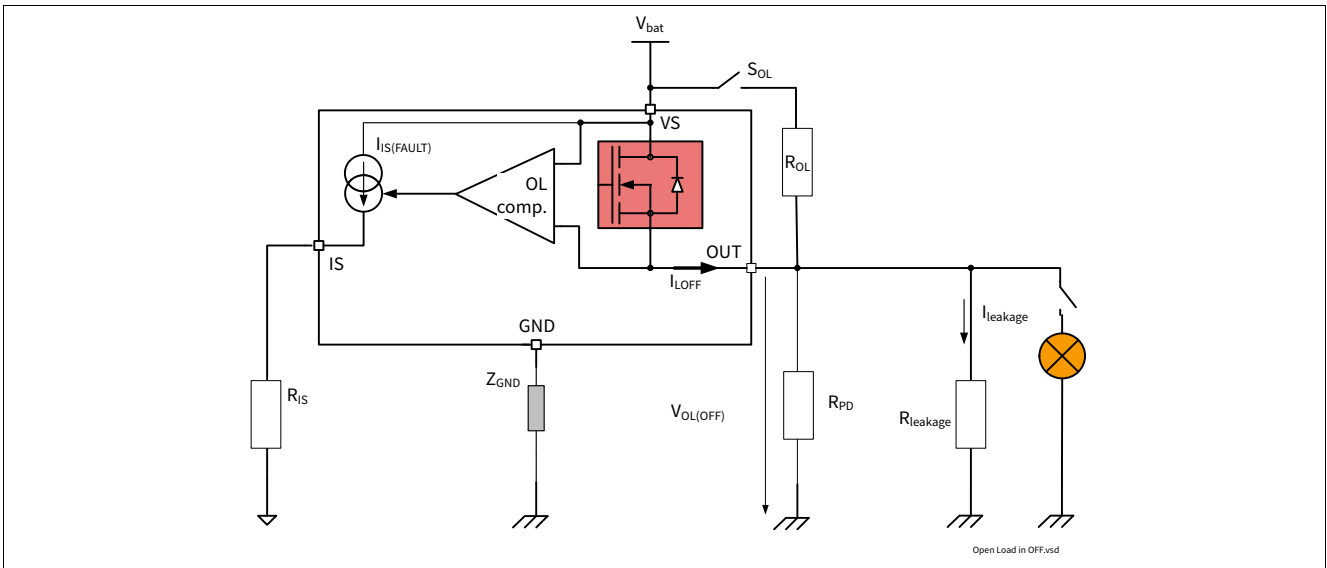 Vbat
SOL
VS
IIS(FAULT)
OL
comp.
ROL
OUT
IS
ILOFF
GND
Ileakage
ZGND
RIS
VOL(OFF)
RPD
Rleakage
Open Load in OFF.vsd